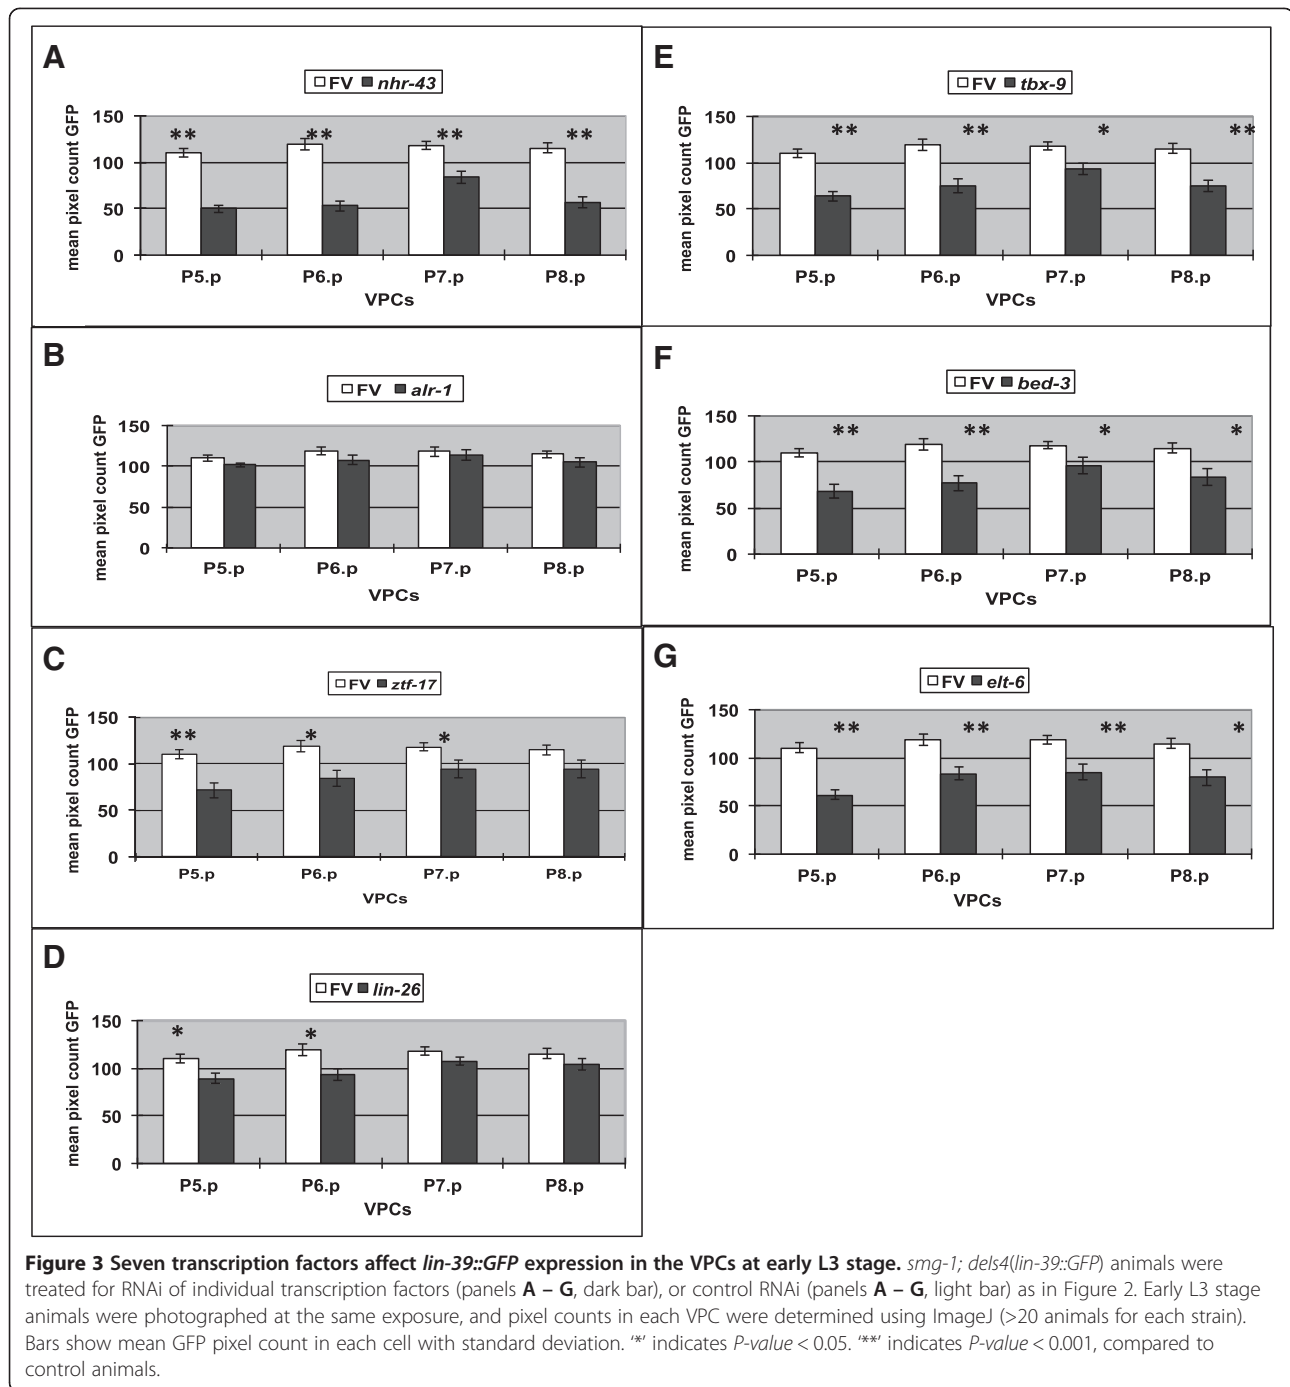 A
FV nhr-43
mean pixel count GFP
150
100
50
0
** ** ** **
P5.p P6.p P7.p P8.p
VPCs
B
FV alr-1
mean pixel count GFP
150
100
50
0
P5.p P6.p P7.p P8.p
VPCs
C
FV ztf-17
mean pixel count GFP
150
100
50
0
** * *
P5.p P6.p P7.p P8.p
VPCs
D
FV lin-26
mean pixel count GFP
150
100
50
0
* *
P5.p P6.p P7.p P8.p
VPCs
E
FV tbx-9
mean pixel count GFP
150
100
50
0
** ** * **
P5.p P6.p P7.p P8.p
VPCs
F
FV bed-3
mean pixel count GFP
150
100
50
0
** ** * *
P5.p P6.p P7.p P8.p
VPCs
G
FV elt-6
mean pixel count GFP
150
100
50
0
** ** ** *
P5.p P6.p P7.p P8.p
VPCs
Figure 3 Seven transcription factors affect lin-39::GFP expression in the VPCs at early L3 stage. smg-1; deIs4(lin-39::GFP) animals were
treated for RNAi of individual transcription factors (panels A – G, dark bar), or control RNAi (panels A – G, light bar) as in Figure 2. Early L3 stage
animals were photographed at the same exposure, and pixel counts in each VPC were determined using ImageJ (>20 animals for each strain).
Bars show mean GFP pixel count in each cell with standard deviation. ‘*’ indicates P-value < 0.05. ‘**’ indicates P-value < 0.001, compared to
control animals.